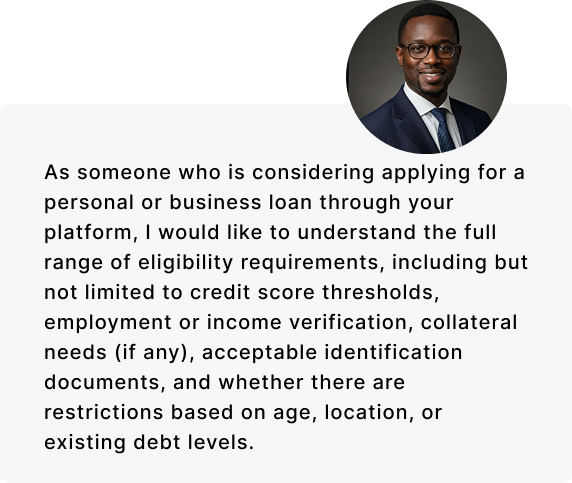 As someone who is considering applying for a
personal or business loan through your
platform, I would like to understand the full
range of eligibility requirements, including but
not limited to credit score thresholds,
employment or income verification, collateral
needs (if any), acceptable identification
documents, and whether there are
restrictions based on age, location, or
existing debt levels.